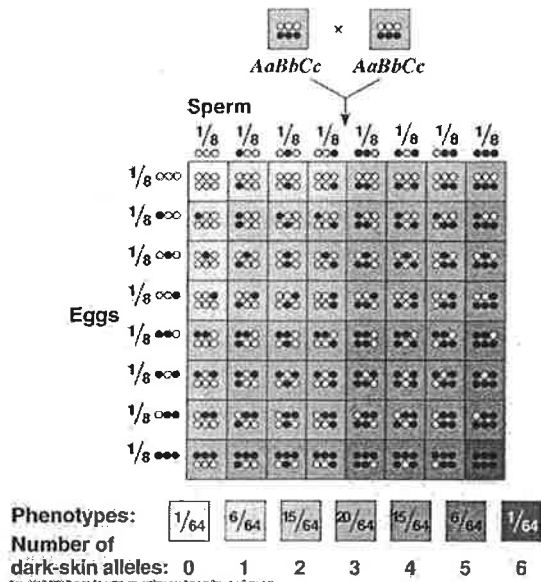 ×
AaBbCc AaBbCc
Sperm
1/8 1/8 1/8 1/8 1/8 1/8 1/8 1/8
1/8
1/8
1/8
1/8
Eggs
1/8
1/8
1/8
1/8
Phenotypes: 1/64 6/64 15/64 20/64 15/64 6/64 1/64
Number of
dark-skin alleles: 0 1 2 3 4 5 6